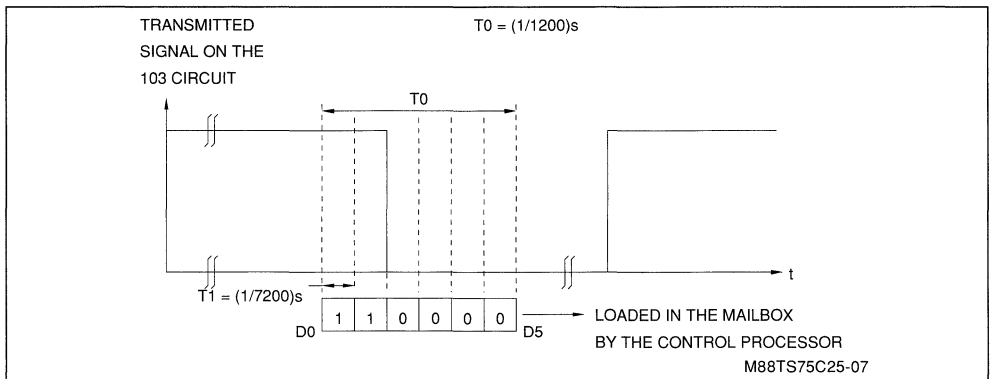 TRANSMITTED
SIGNAL ON THE
103 CIRCUIT
T0 = (1/1200)s
T0
t
T1 = (1/7200)s
D0 1 1 0 0 0 0 D5
LOADED IN THE MAILBOX
BY THE CONTROL PROCESSOR
M88TS75C25-07